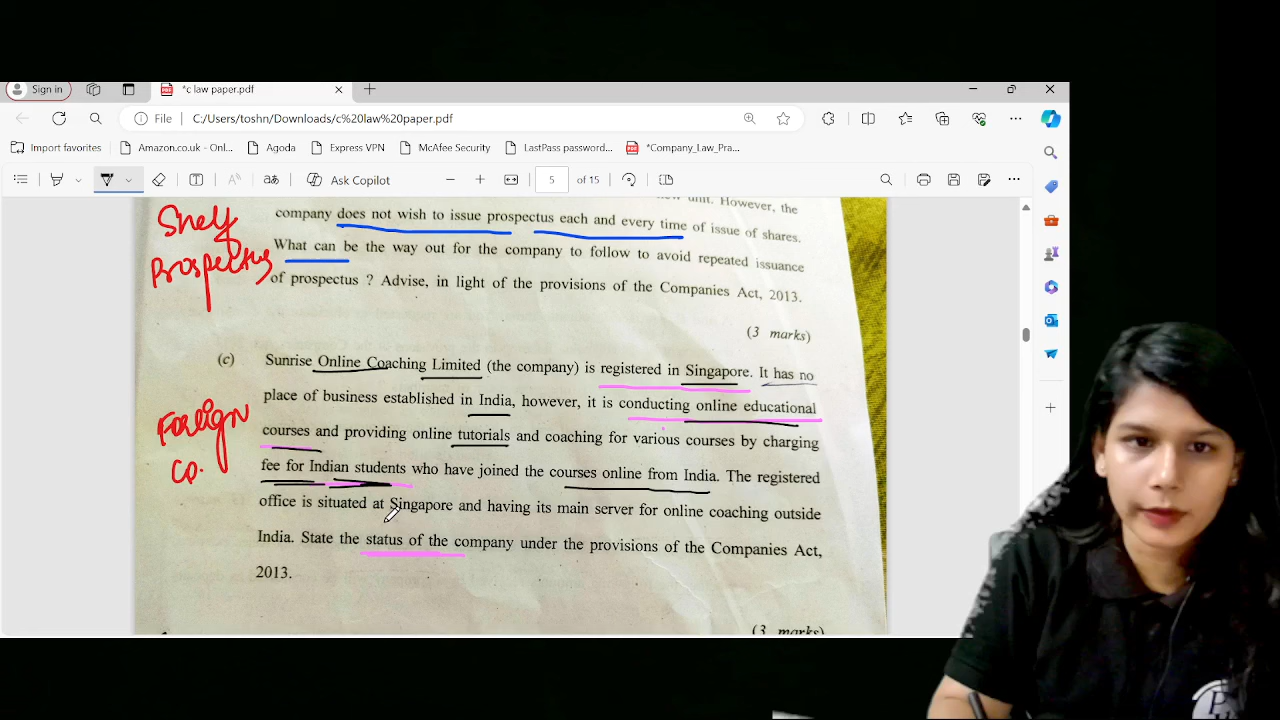 Sign in
*c law paper.pdf
File
C:/Users/toshn/Downloads/c%20law%20paper.pdf
Import favorites
Amazon.co.uk - Onl...
Agoda
Express VPN
McAfee Security
LastPass password...
*Company_Law_Pra...
Ask Copilot
5
of 15
unit. However, the
company does not wish to issue prospectus each and every time of issue of shares.
What can be the way out for the company to follow to avoid repeated issuance
of prospectus ? Advise, in light of the provisions of the Companies Act, 2013.
(3 marks)
Shelf
Prospectus
(c) Sunrise Online Coaching Limited (the company) is registered in Singapore. It has no
place of business established in India, however, it is conducting online educational
courses and providing online tutorials and coaching for various courses by charging
fee for Indian students who have joined the courses online from India. The registered
office is situated at Singapore and having its main server for online coaching outside
India. State the status of the company under the provisions of the Companies Act,
2013.
(3 marks)
Foreign
co.